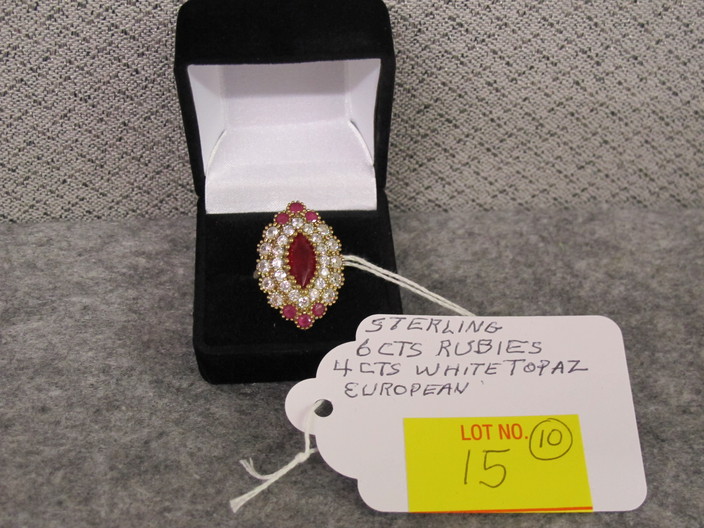 STERLING
6 CTS RUBIES
4 CTS WHITE TOPAZ
EUROPEAN
LOT NO. 10
15